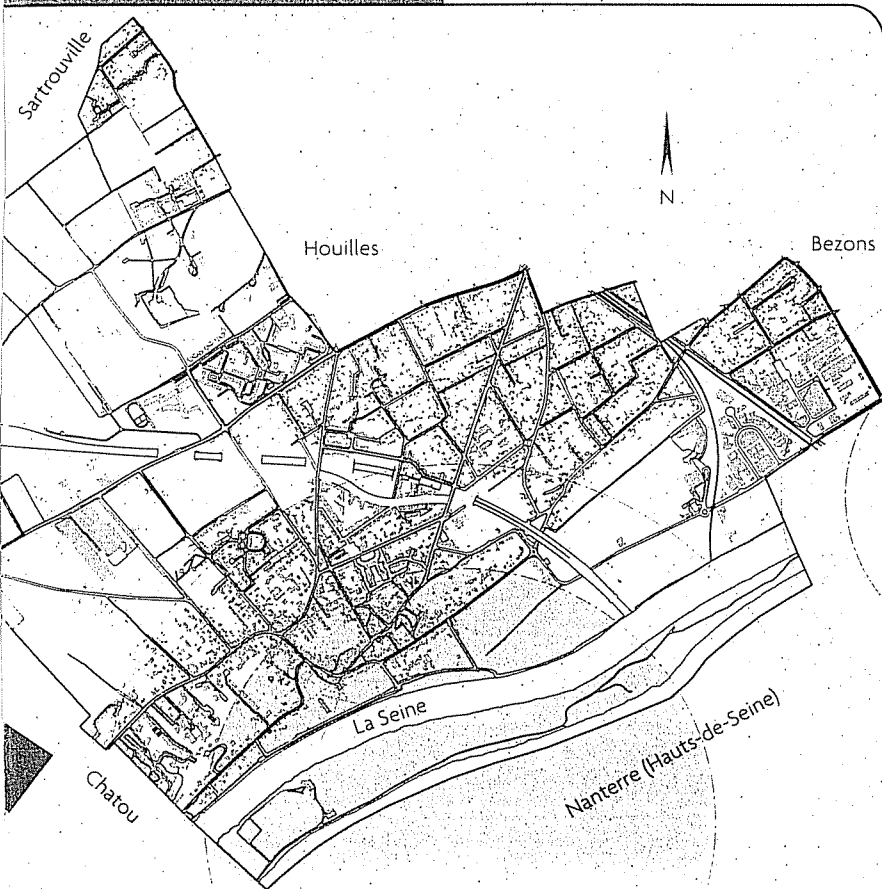 Sartrouville
N
Houilles
Bezons
La Seine
Nanterre (Hauts-de-Seine)
Chatou